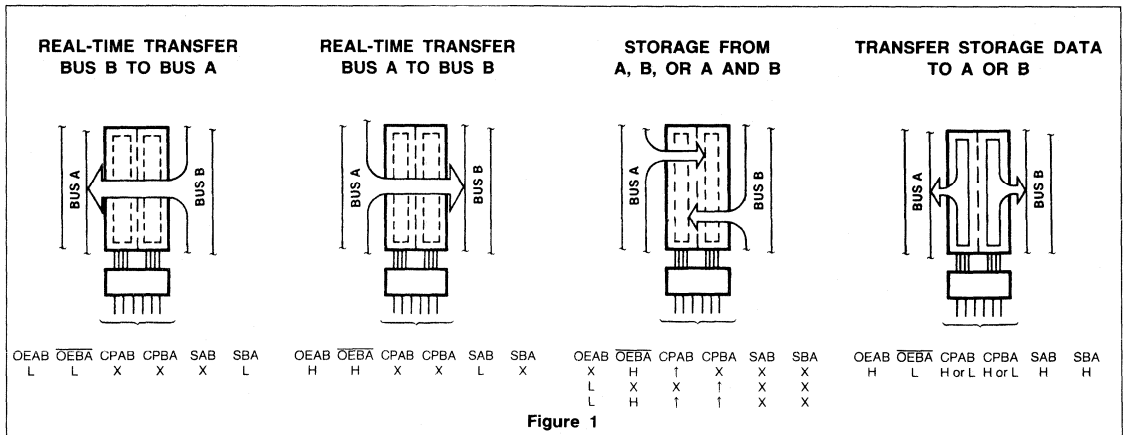 REAL-TIME TRANSFER
BUS B TO BUS A
BUS A
BUS B
OEAB OEBA CPAB CPBA SAB SBA
L L X X X L
REAL-TIME TRANSFER
BUS A TO BUS B
BUS A
BUS B
OEAB OEBA CPAB CPBA SAB SBA
H H X X L X
STORAGE FROM
A, B, OR A AND B
BUS A
BUS B
OEAB OEBA CPAB CPBA SAB SBA
X H ↑ X X X
L X X ↑ X X
L H ↑ ↑ X X
TRANSFER STORAGE DATA
TO A OR B
BUS A
BUS B
OEAB OEBA CPAB CPBA SAB SBA
H L H or L H or L H H
Figure 1